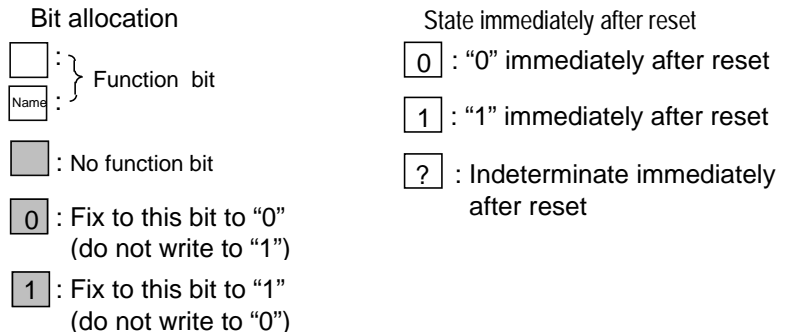 Bit allocation
:
Function bit
Name :
: No function bit
0 : Fix to this bit to “0”
(do not write to “1”)
1 : Fix to this bit to “1”
(do not write to “0”)
State immediately after reset
0 : “0” immediately after reset
1 : “1” immediately after reset
? : Indeterminate immediately
after reset